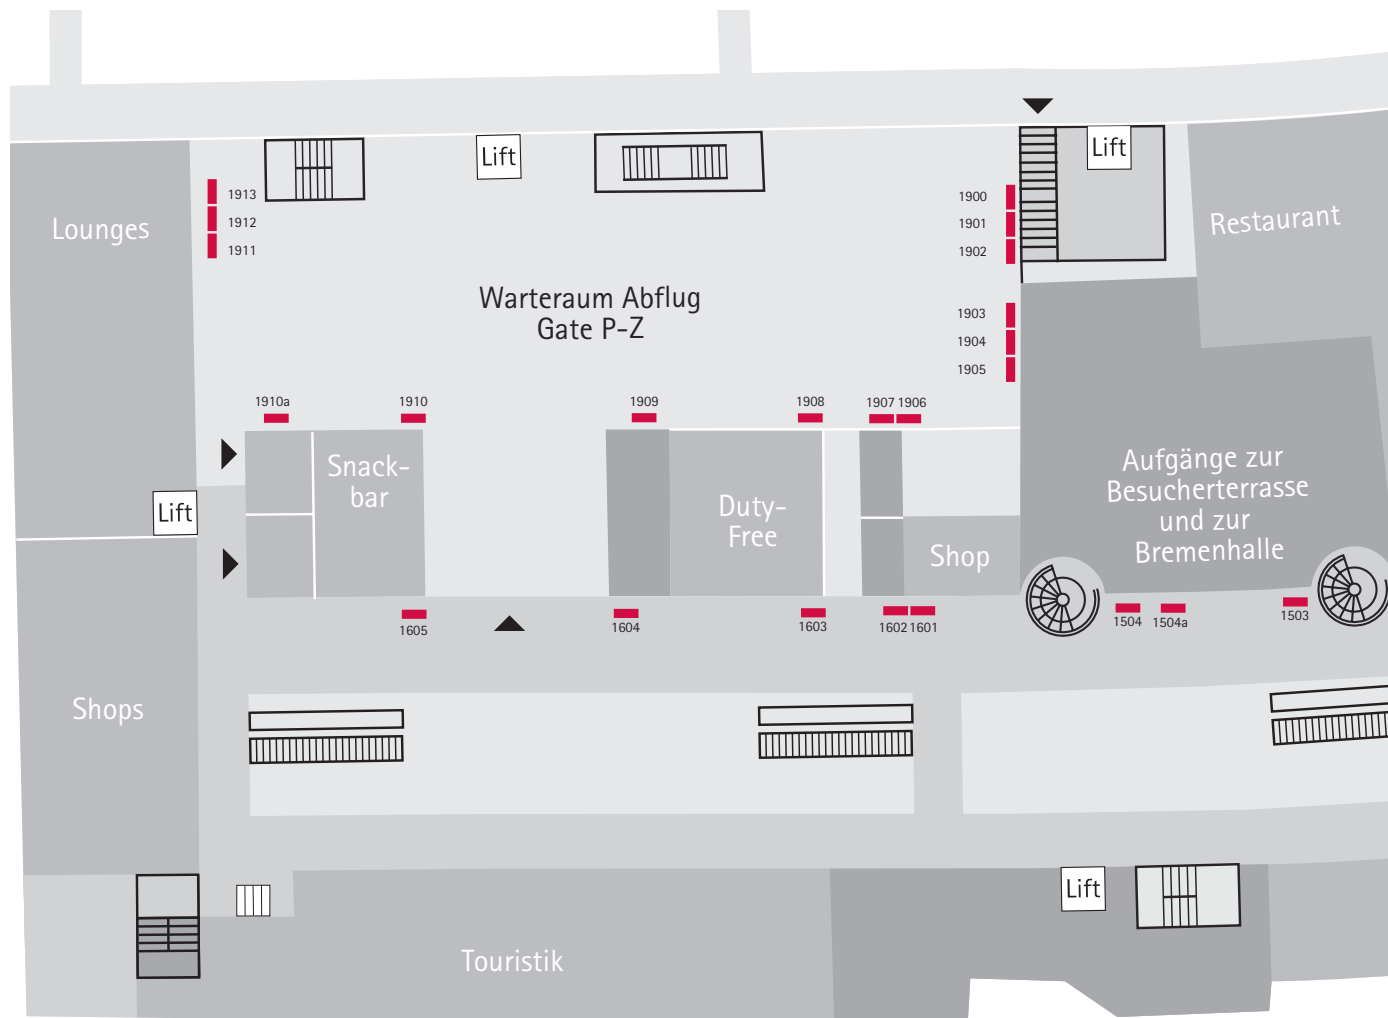 Lift
Lift
1913
1912
1911
Lounges
1900
1901
1902
Restaurant
Warteraum Abflug
Gate P-Z
1903
1904
1905
1910a
1910
1909
1908
1907
1906
Snack-
bar
Duty-
Free
Shop
Aufgänge zur
Besucherterrasse
und zur
Bremenhalle
Lift
1605
1604
1603
1602
1601
1504
1504a
1503
Shops
Lift
Touristik